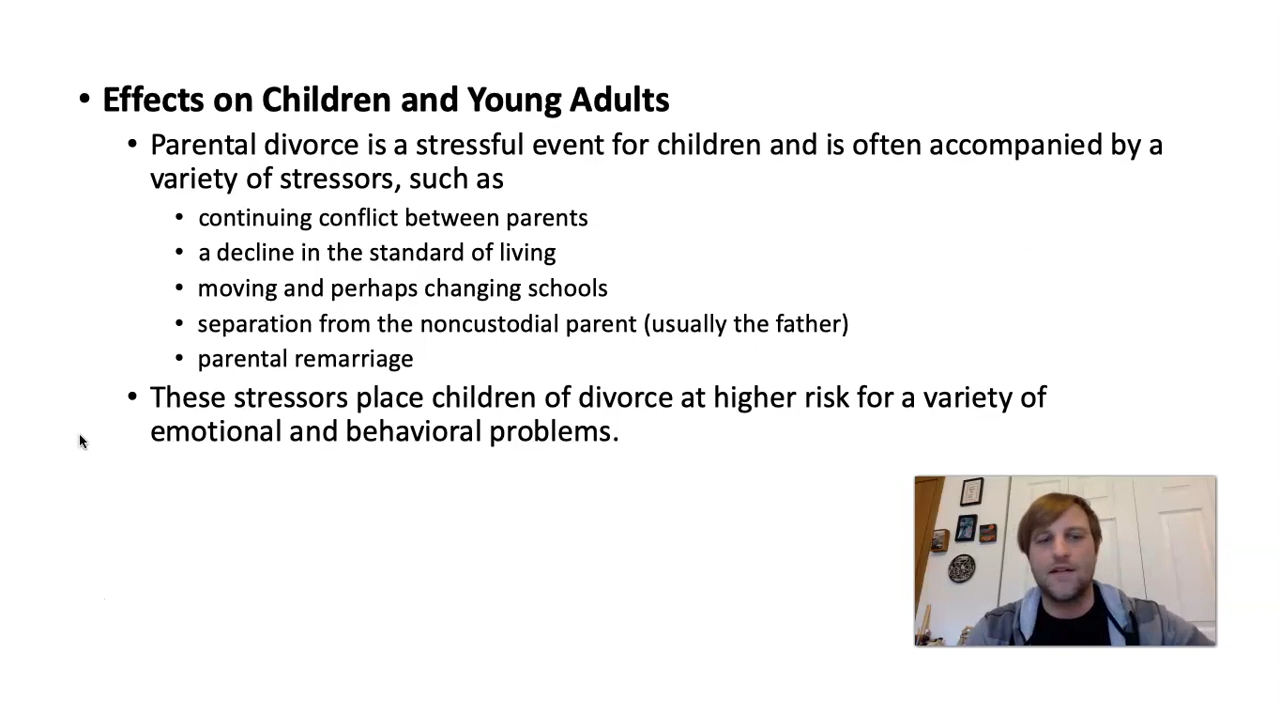 • Effects on Children and Young Adults
• Parental divorce is a stressful event for children and is often accompanied by a
variety of stressors, such as
• continuing conflict between parents
• a decline in the standard of living
• moving and perhaps changing schools
• separation from the noncustodial parent (usually the father)
• parental remarriage
• These stressors place children of divorce at higher risk for a variety of
emotional and behavioral problems.